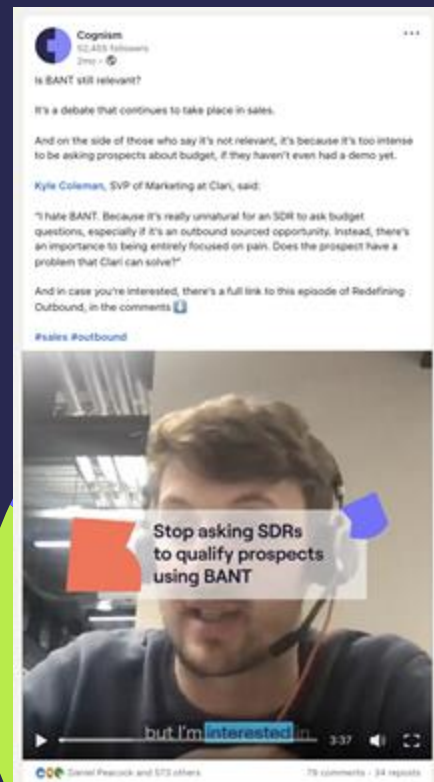 Cognism
52,455 followers
2mo •
Is BANT still relevant?
It's a debate that continues to take place in sales.
And on the side of those who say it's not relevant, it's because it's too intense
to be asking prospects about budget, if they haven't even had a demo yet.
Kyle Coleman, SVP of Marketing at Clari, said:
"I hate BANT. Because it's really unnatural for an SDR to ask budget
questions, especially if it's an outbound sourced opportunity. Instead, there's
an importance to being entirely focused on pain. Does the prospect have a
problem that Clari can solve?"
And in case you're interested, there's a full link to this episode of Redefining
Outbound, in the comments ⬇️
#sales #outbound
Stop asking SDRs
to qualify prospects
using BANT
but I'm interested in
3:37
Daniel Peacock and 573 others
79 comments · 34 reposts